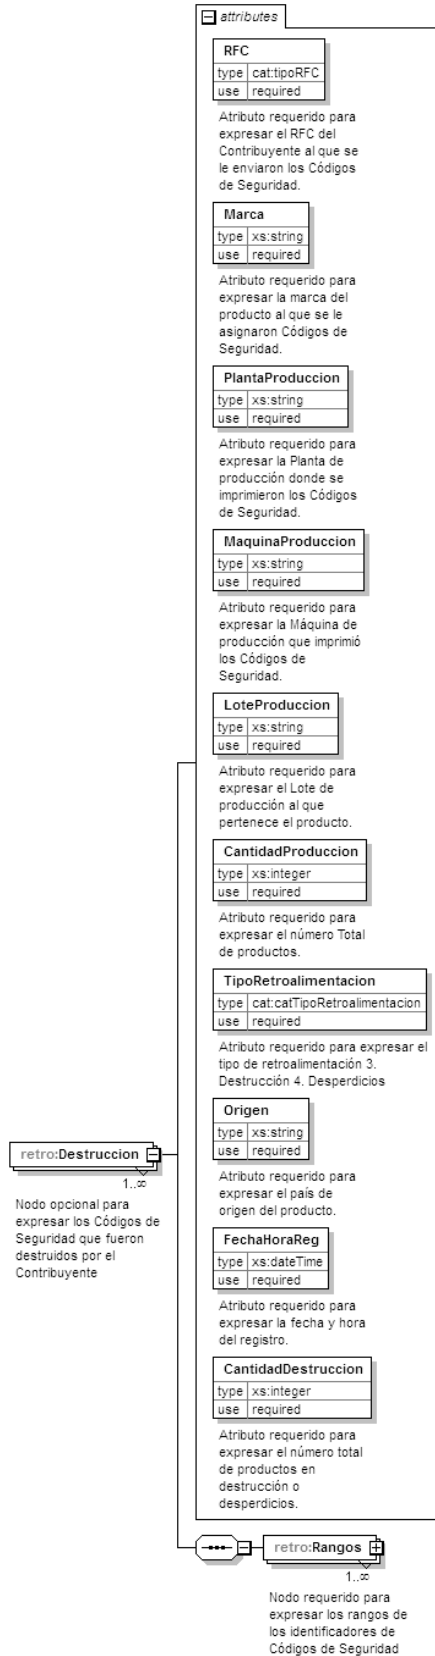 attributes
RFC
type cat:tipoRFC
use required
Atributo requerido para
expresar el RFC del
Contribuyente al que se
le enviaron los Códigos
de Seguridad.
Marca
type xs:string
use required
Atributo requerido para
expresar la marca del
producto al que se le
asignaron Códigos de
Seguridad.
PlantaProduccion
type xs:string
use required
Atributo requerido para
expresar la Planta de
producción donde se
imprimieron los Códigos
de Seguridad.
MaquinaProduccion
type xs:string
use required
Atributo requerido para
expresar la Máquina de
producción que imprimió
los Códigos de
Seguridad.
LoteProduccion
type xs:string
use required
Atributo requerido para
expresar el Lote de
producción al que
pertenece el producto.
CantidadProduccion
type xs:integer
use required
Atributo requerido para
expresar el número Total
de productos.
TipoRetroalimentacion
type cat:catTipoRetroalimentacion
use required
Atributo requerido para expresar el
tipo de retroalimentación 3.
Destrucción 4. Desperdicios
Origen
type xs:string
use required
Atributo requerido para
expresar el país de
origen del producto.
FechaHoraReg
type xs:dateTime
use required
Atributo requerido para
expresar la fecha y hora
del registro.
CantidadDestruccion
type xs:integer
use required
Atributo requerido para
expresar el número total
de productos en
destrucción o
desperdicios.
retro:Destruccion
1..∞
Nodo opcional para
expresar los Códigos de
Seguridad que fueron
destruidos por el
Contribuyente
retro:Rangos
1..∞
Nodo requerido para
expresar los rangos de
los identificadores de
Códigos de Seguridad